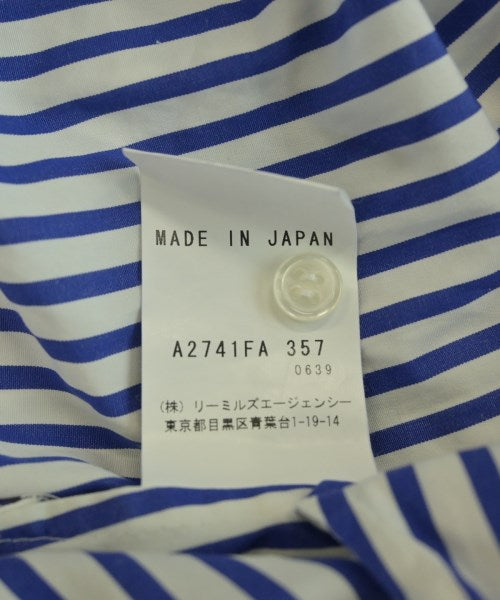 MADE IN JAPAN
A2741FA 357
0639
(株) リーミルズエージェンシー
東京都目黒区青葉台1-19-14